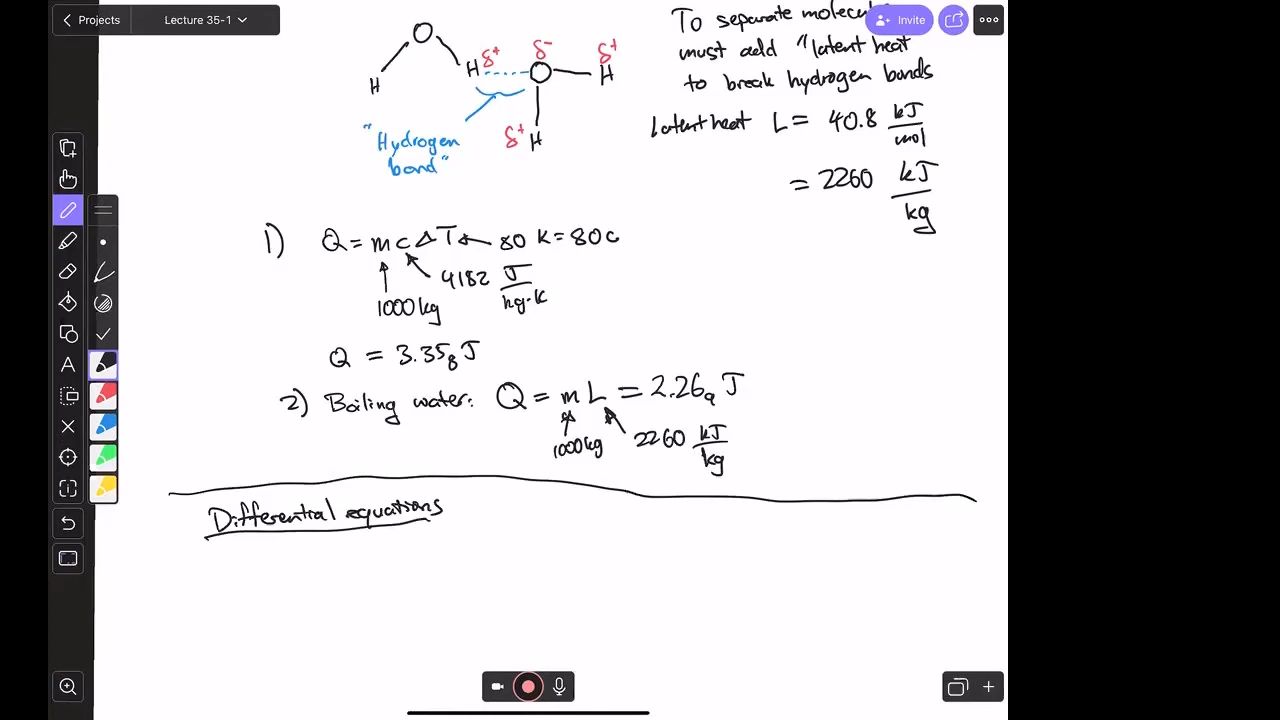 Projects
Lecture 35-1
Invite
To separate molecul
must add "latent heat
to break hydrogen bonds
Latent heat L = 40.8 kJ/mol
= 2260 kJ/kg
O
H
H δ+
δ-
O
H
δ+
δ+ H
"Hydrogen
bond"
1) Q = m c ΔT ← 80 K = 80 C
4182 J/kg·K
1000 kg
Q = 3.35₈ J
2) Boiling water: Q = m L = 2.26₉ J
1000 kg
2260 kJ/kg
Differential equations
A